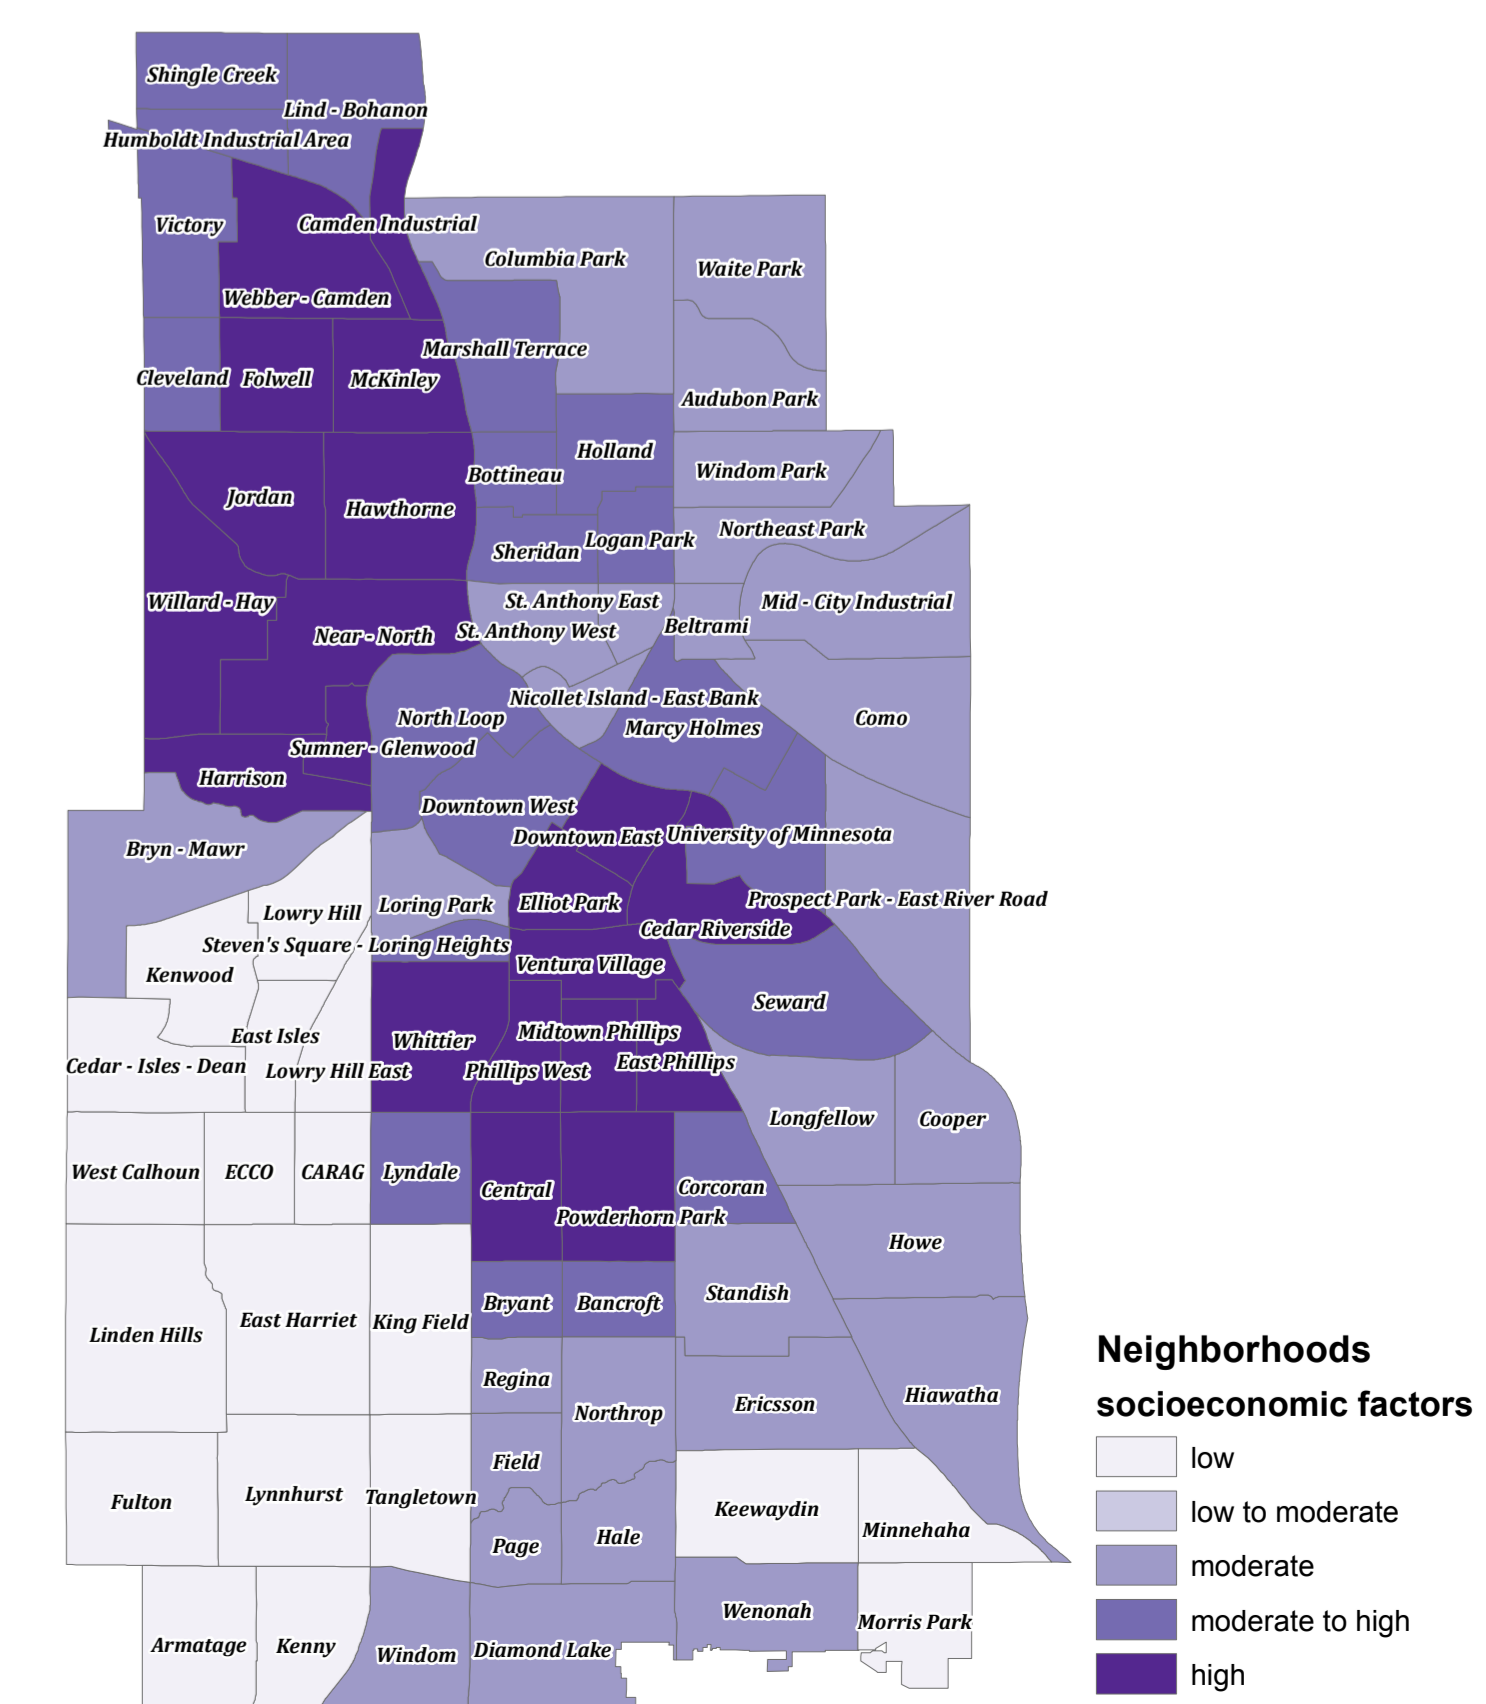 Shingle Creek
Lind - Bohanon
Humboldt Industrial Area
Victory
Camden Industrial
Columbia Park
Waite Park
Webber - Camden
Marshall Terrace
Cleveland
Folwell
McKinley
Audubon Park
Holland
Windom Park
Bottineau
Jordan
Hawthorne
Northeast Park
Logan Park
Sheridan
Willard - Hay
St. Anthony East
Mid - City Industrial
Near - North
St. Anthony West
Beltrami
Nicollet Island - East Bank
North Loop
Como
Marcy Holmes
Sumner - Glenwood
Harrison
Downtown West
Downtown East
University of Minnesota
Bryn - Mawr
Prospect Park - East River Road
Elliot Park
Loring Park
Lowry Hill
Cedar Riverside
Steven's Square - Loring Heights
Ventura Village
Kenwood
Seward
Midtown Phillips
East Isles
Whittier
East Phillips
Cedar - Isles - Dean
Lowry Hill East
Phillips West
Longfellow
Cooper
West Calhoun
ECCO
CARAG
Lyndale
Central
Corcoran
Powderhorn Park
Howe
Standish
Bryant
Bancroft
East Harriet
King Field
Linden Hills
Regina
Hiawatha
Ericsson
Northrop
Field
Lynnhurst
Tangletown
Fulton
Keewaydin
Minnehaha
Hale
Page
Wenonah
Morris Park
Armatage
Kenny
Windom
Diamond Lake
Neighborhoods
socioeconomic factors
low
low to moderate
moderate
moderate to high
high